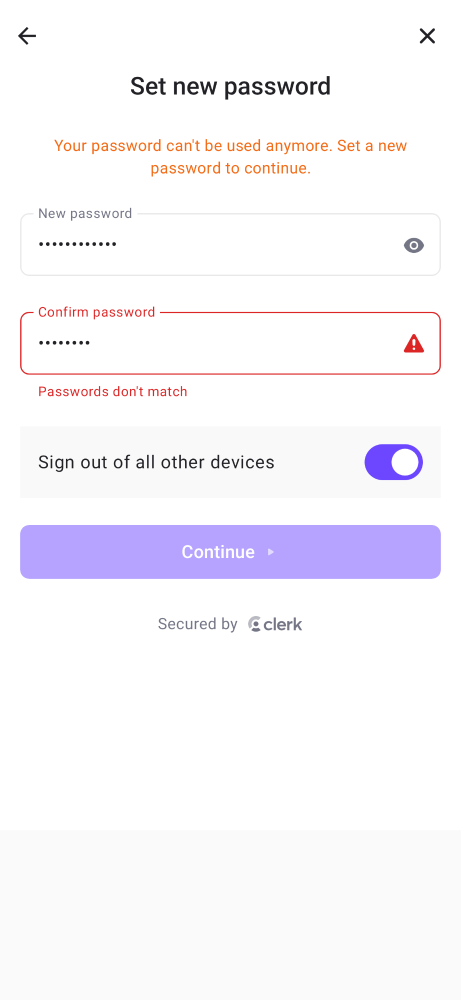 Set new password
Your password can't be used anymore. Set a new
password to continue.
New password
••••••••••••
Confirm password
••••••••
Passwords don't match
Sign out of all other devices
Continue
Secured by clerk